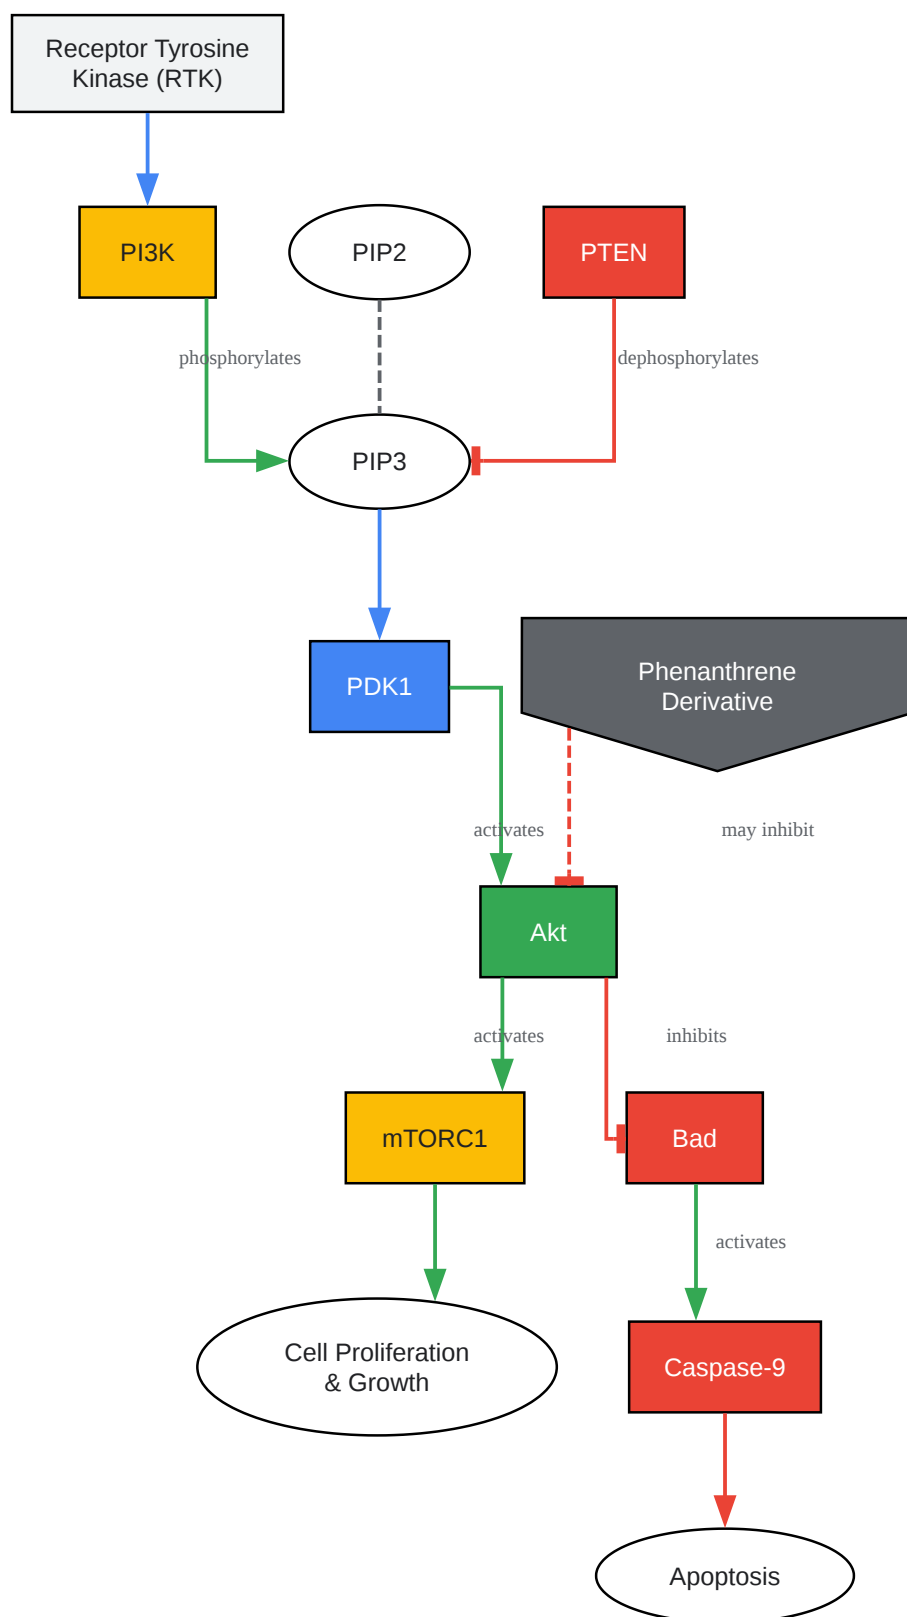 Receptor Tyrosine
Kinase (RTK)
PI3K
PIP2
PTEN
phosphorylates
dephosphorylates
PIP3
PDK1
Phenanthrene
Derivative
activates
may inhibit
Akt
activates
inhibits
mTORC1
Bad
activates
Cell Proliferation
& Growth
Caspase-9
Apoptosis